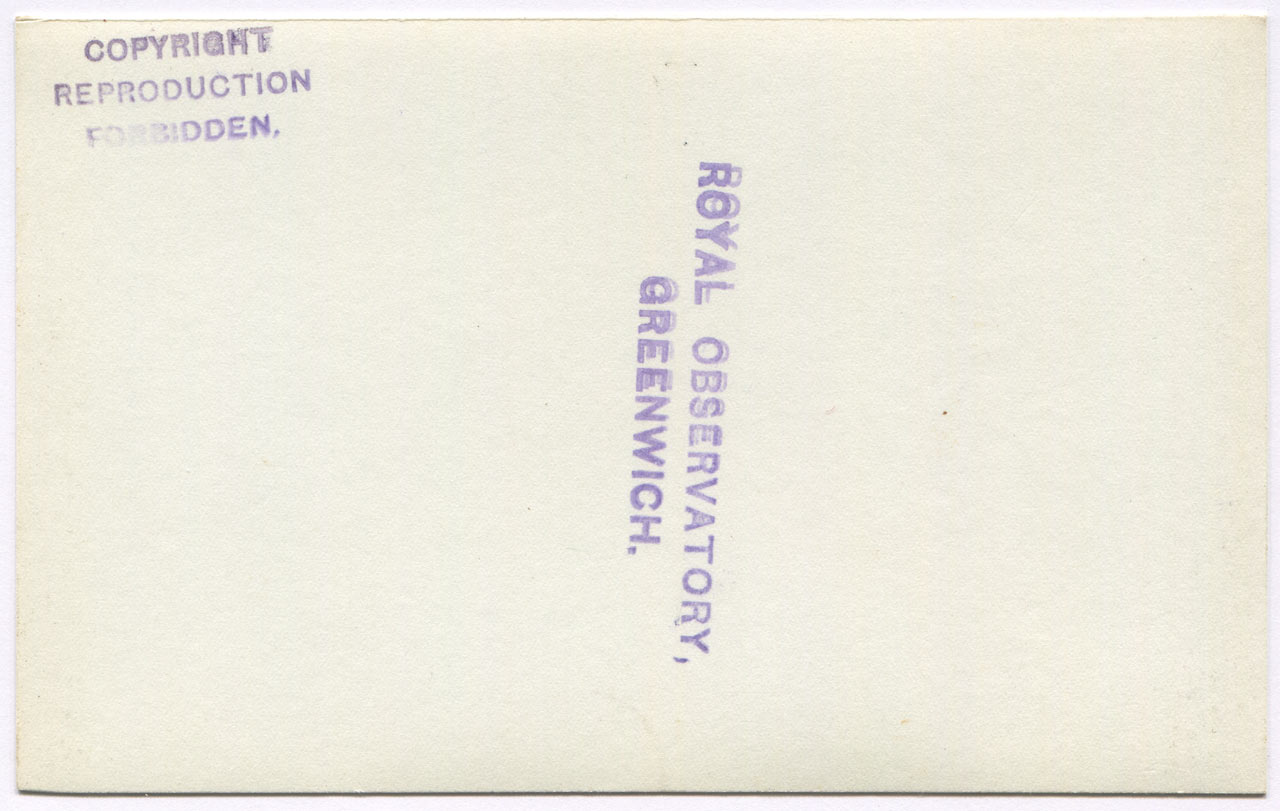 COPYRIGHT
REPRODUCTION
FORBIDDEN.
ROYAL OBSERVATORY,
GREENWICH.